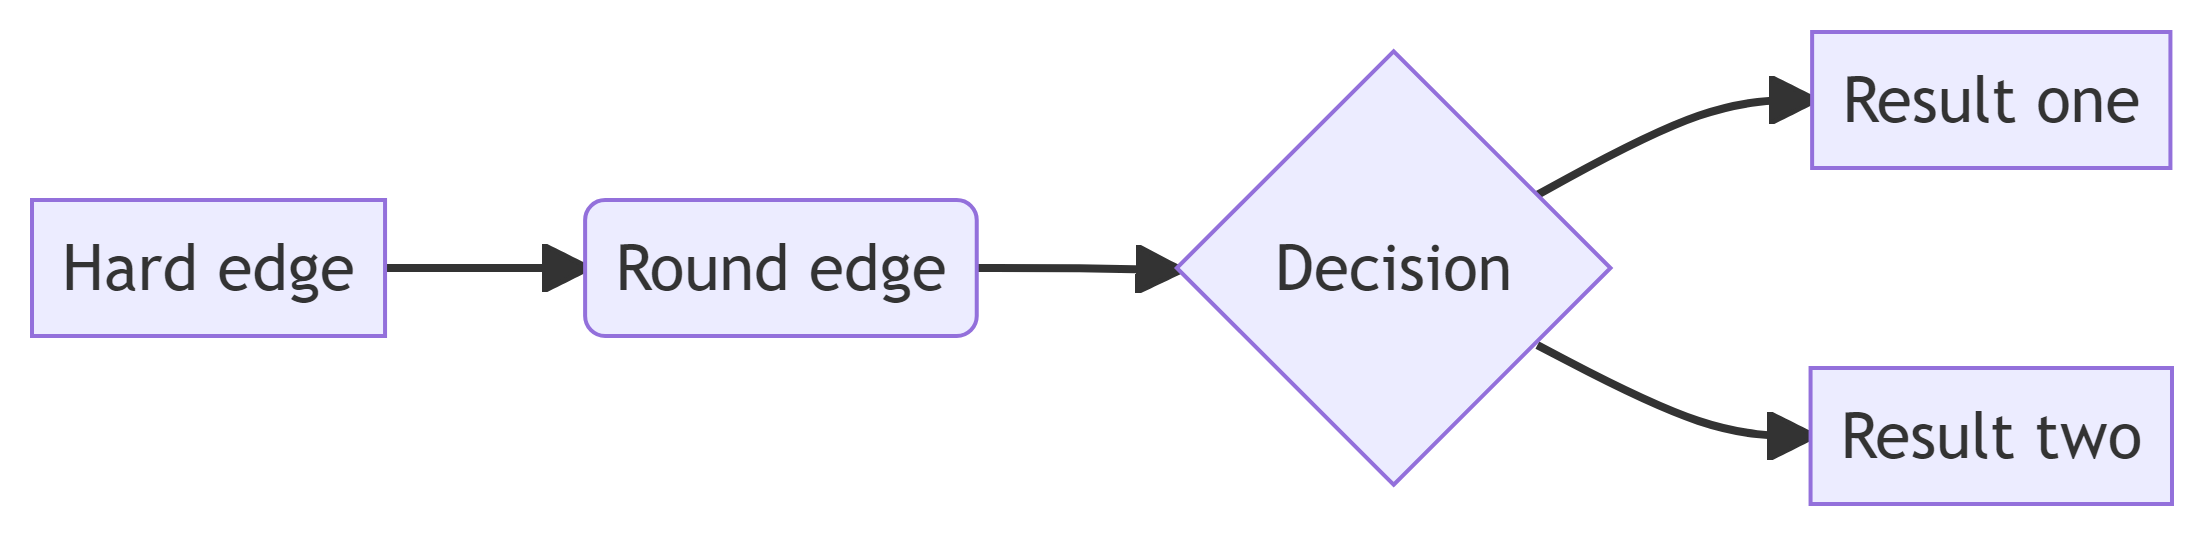 Hard edge
Round edge
Decision
Result one
Result two